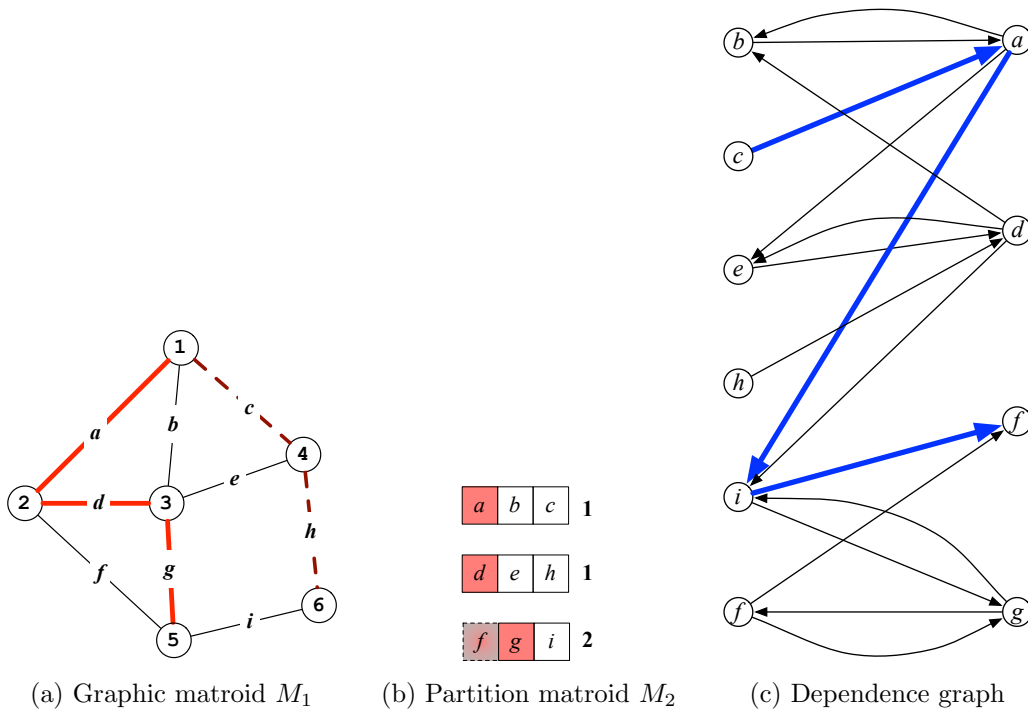 1
a
b
c
4
2
d
3
e
h
f
g
6
i
5
a b c 1
d e h 1
f g i 2
b
a
c
d
e
h
f
i
f
g
(a) Graphic matroid M₁
(b) Partition matroid M₂
(c) Dependence graph